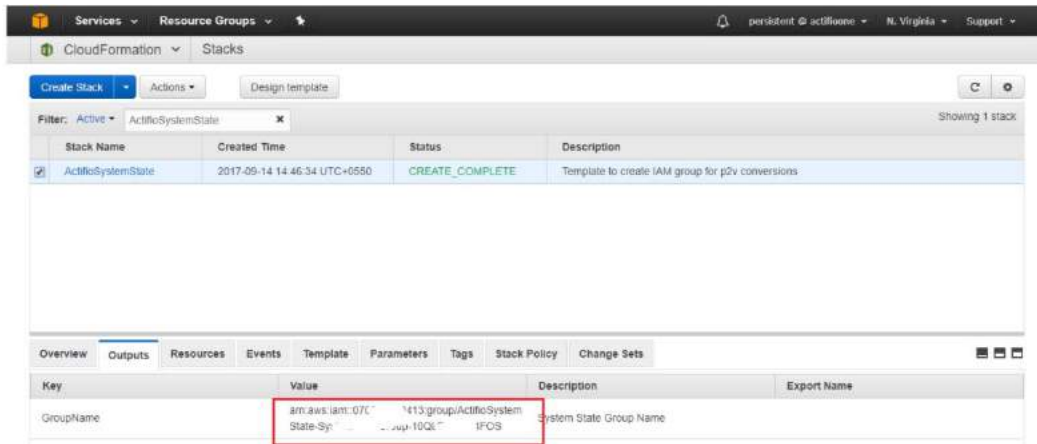 Services Resource Groups persistent @ actifioone N. Virginia Support
CloudFormation Stacks
Create Stack Actions Design template
Filter: Active ActifioSystemState Showing 1 stack
Stack Name Created Time Status Description
ActifioSystemState 2017-09-14 14:46:34 UTC+0550 CREATE_COMPLETE Template to create IAM group for p2v conversions
Overview Outputs Resources Events Template Parameters Tags Stack Policy Change Sets
Key Value Description Export Name
GroupName System State Group Name